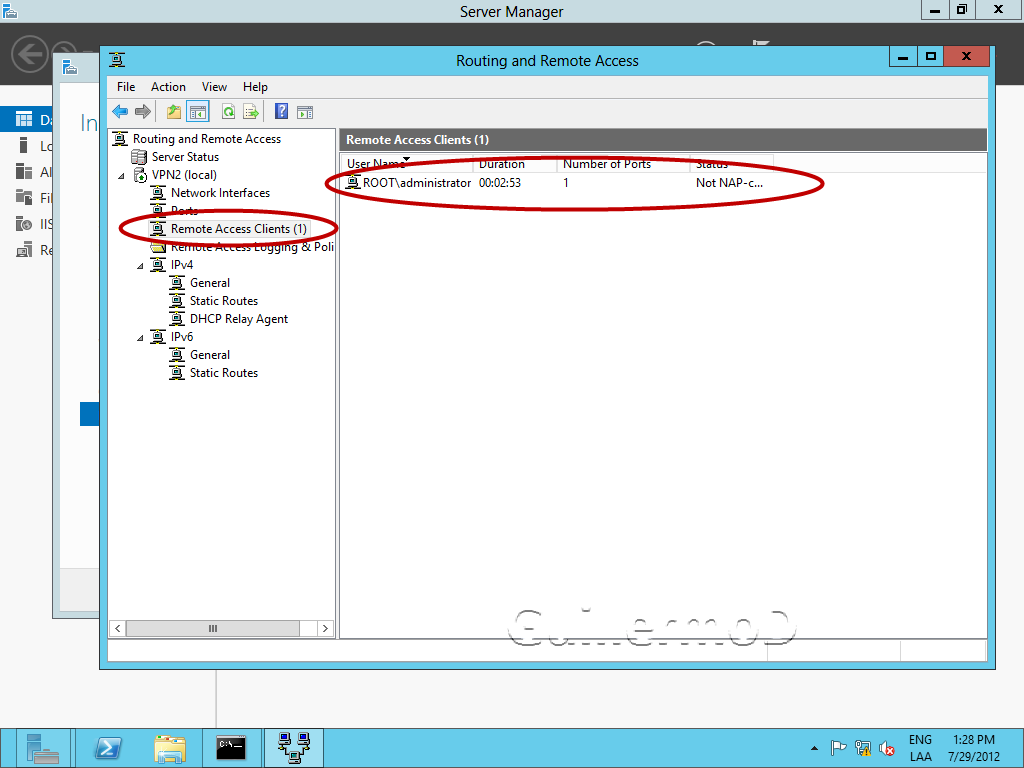 Server Manager
Routing and Remote Access
File Action View Help
Routing and Remote Access
Server Status
VPN2 (local)
Network Interfaces
Ports
Remote Access Clients (1)
Remote Access Logging & Poli
IPv4
General
Static Routes
DHCP Relay Agent
IPv6
General
Static Routes
Remote Access Clients (1)
User Name Duration Number of Ports Status
ROOT\administrator 00:02:53 1 Not NAP-c...
In
Da
Lo
Al
Fil
IIS
Re
C:\>_
ENG 1:28 PM
LAA 7/29/2012